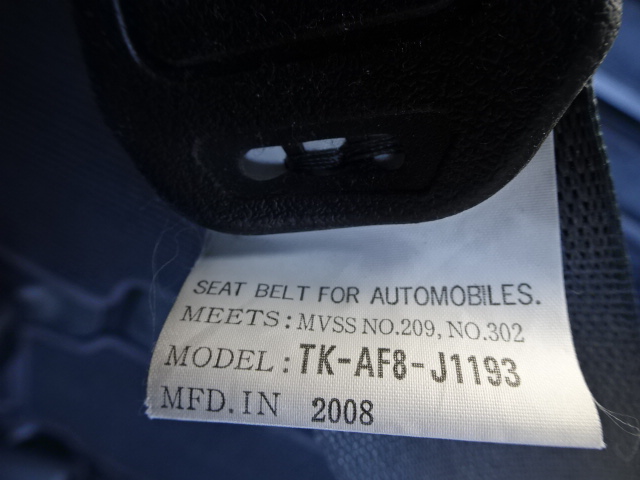 SEAT BELT FOR AUTOMOBILES.
MEETS: MVSS NO.209, NO.302
MODEL: TK-AF8-J1193
MFD. IN 2008